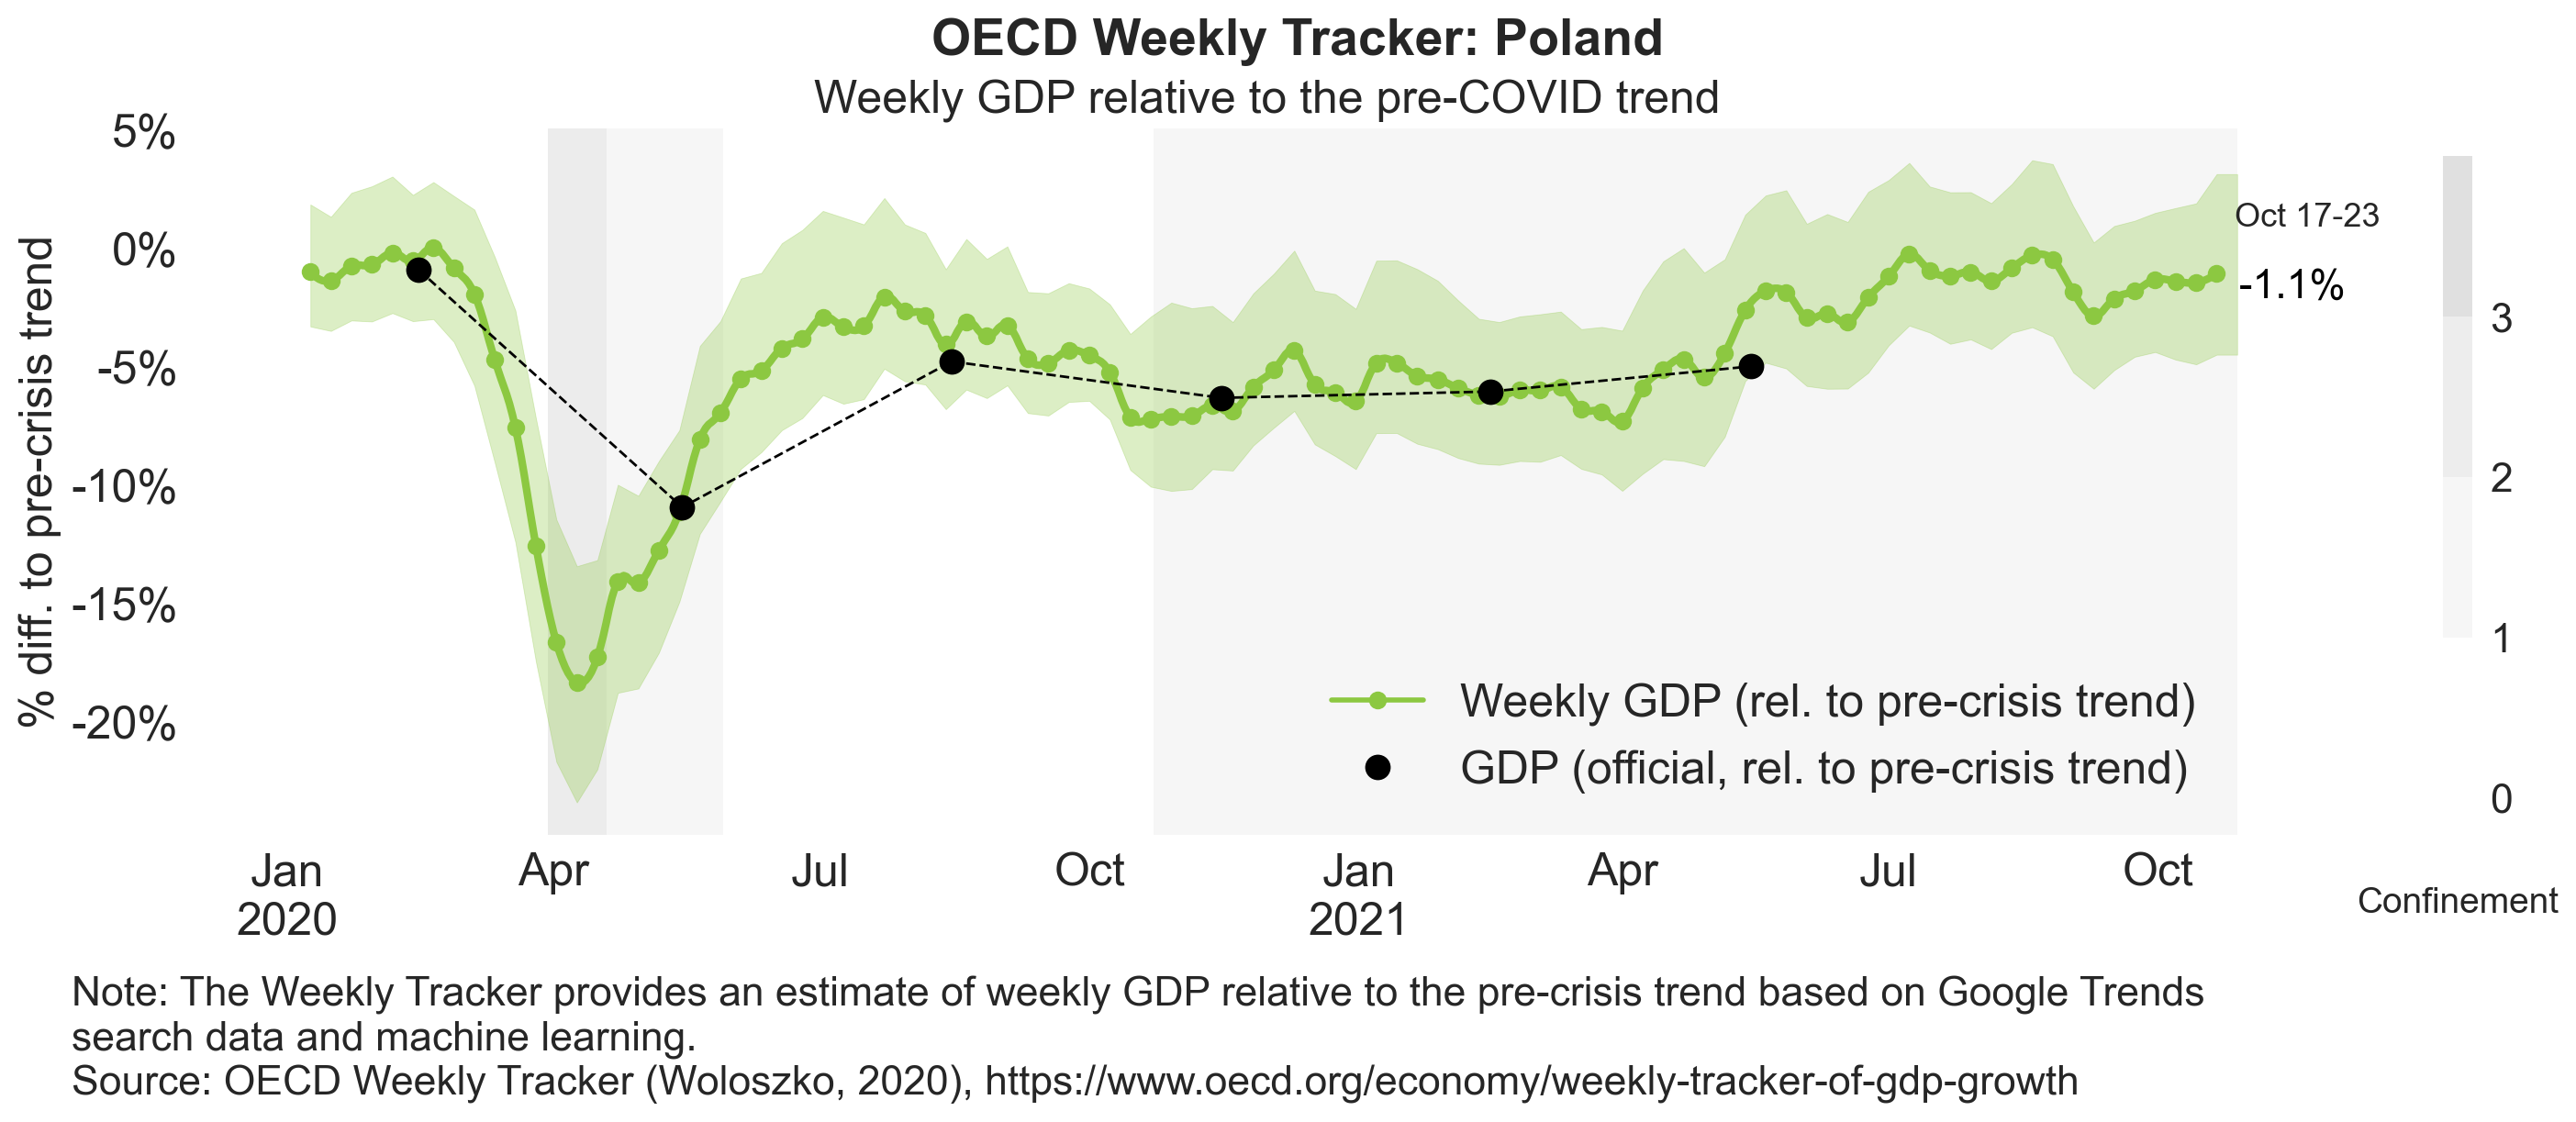 OECD Weekly Tracker: Poland
Weekly GDP relative to the pre-COVID trend
% diff. to pre-crisis trend
5%
0%
-5%
-10%
-15%
-20%
Oct 17-23
-1.1%
3
2
1
0
Confinement
Weekly GDP (rel. to pre-crisis trend)
GDP (official, rel. to pre-crisis trend)
Jan Apr Jul Oct Jan Apr Jul Oct
2020 2021
Note: The Weekly Tracker provides an estimate of weekly GDP relative to the pre-crisis trend based on Google Trends
search data and machine learning.
Source: OECD Weekly Tracker (Woloszko, 2020), https://www.oecd.org/economy/weekly-tracker-of-gdp-growth